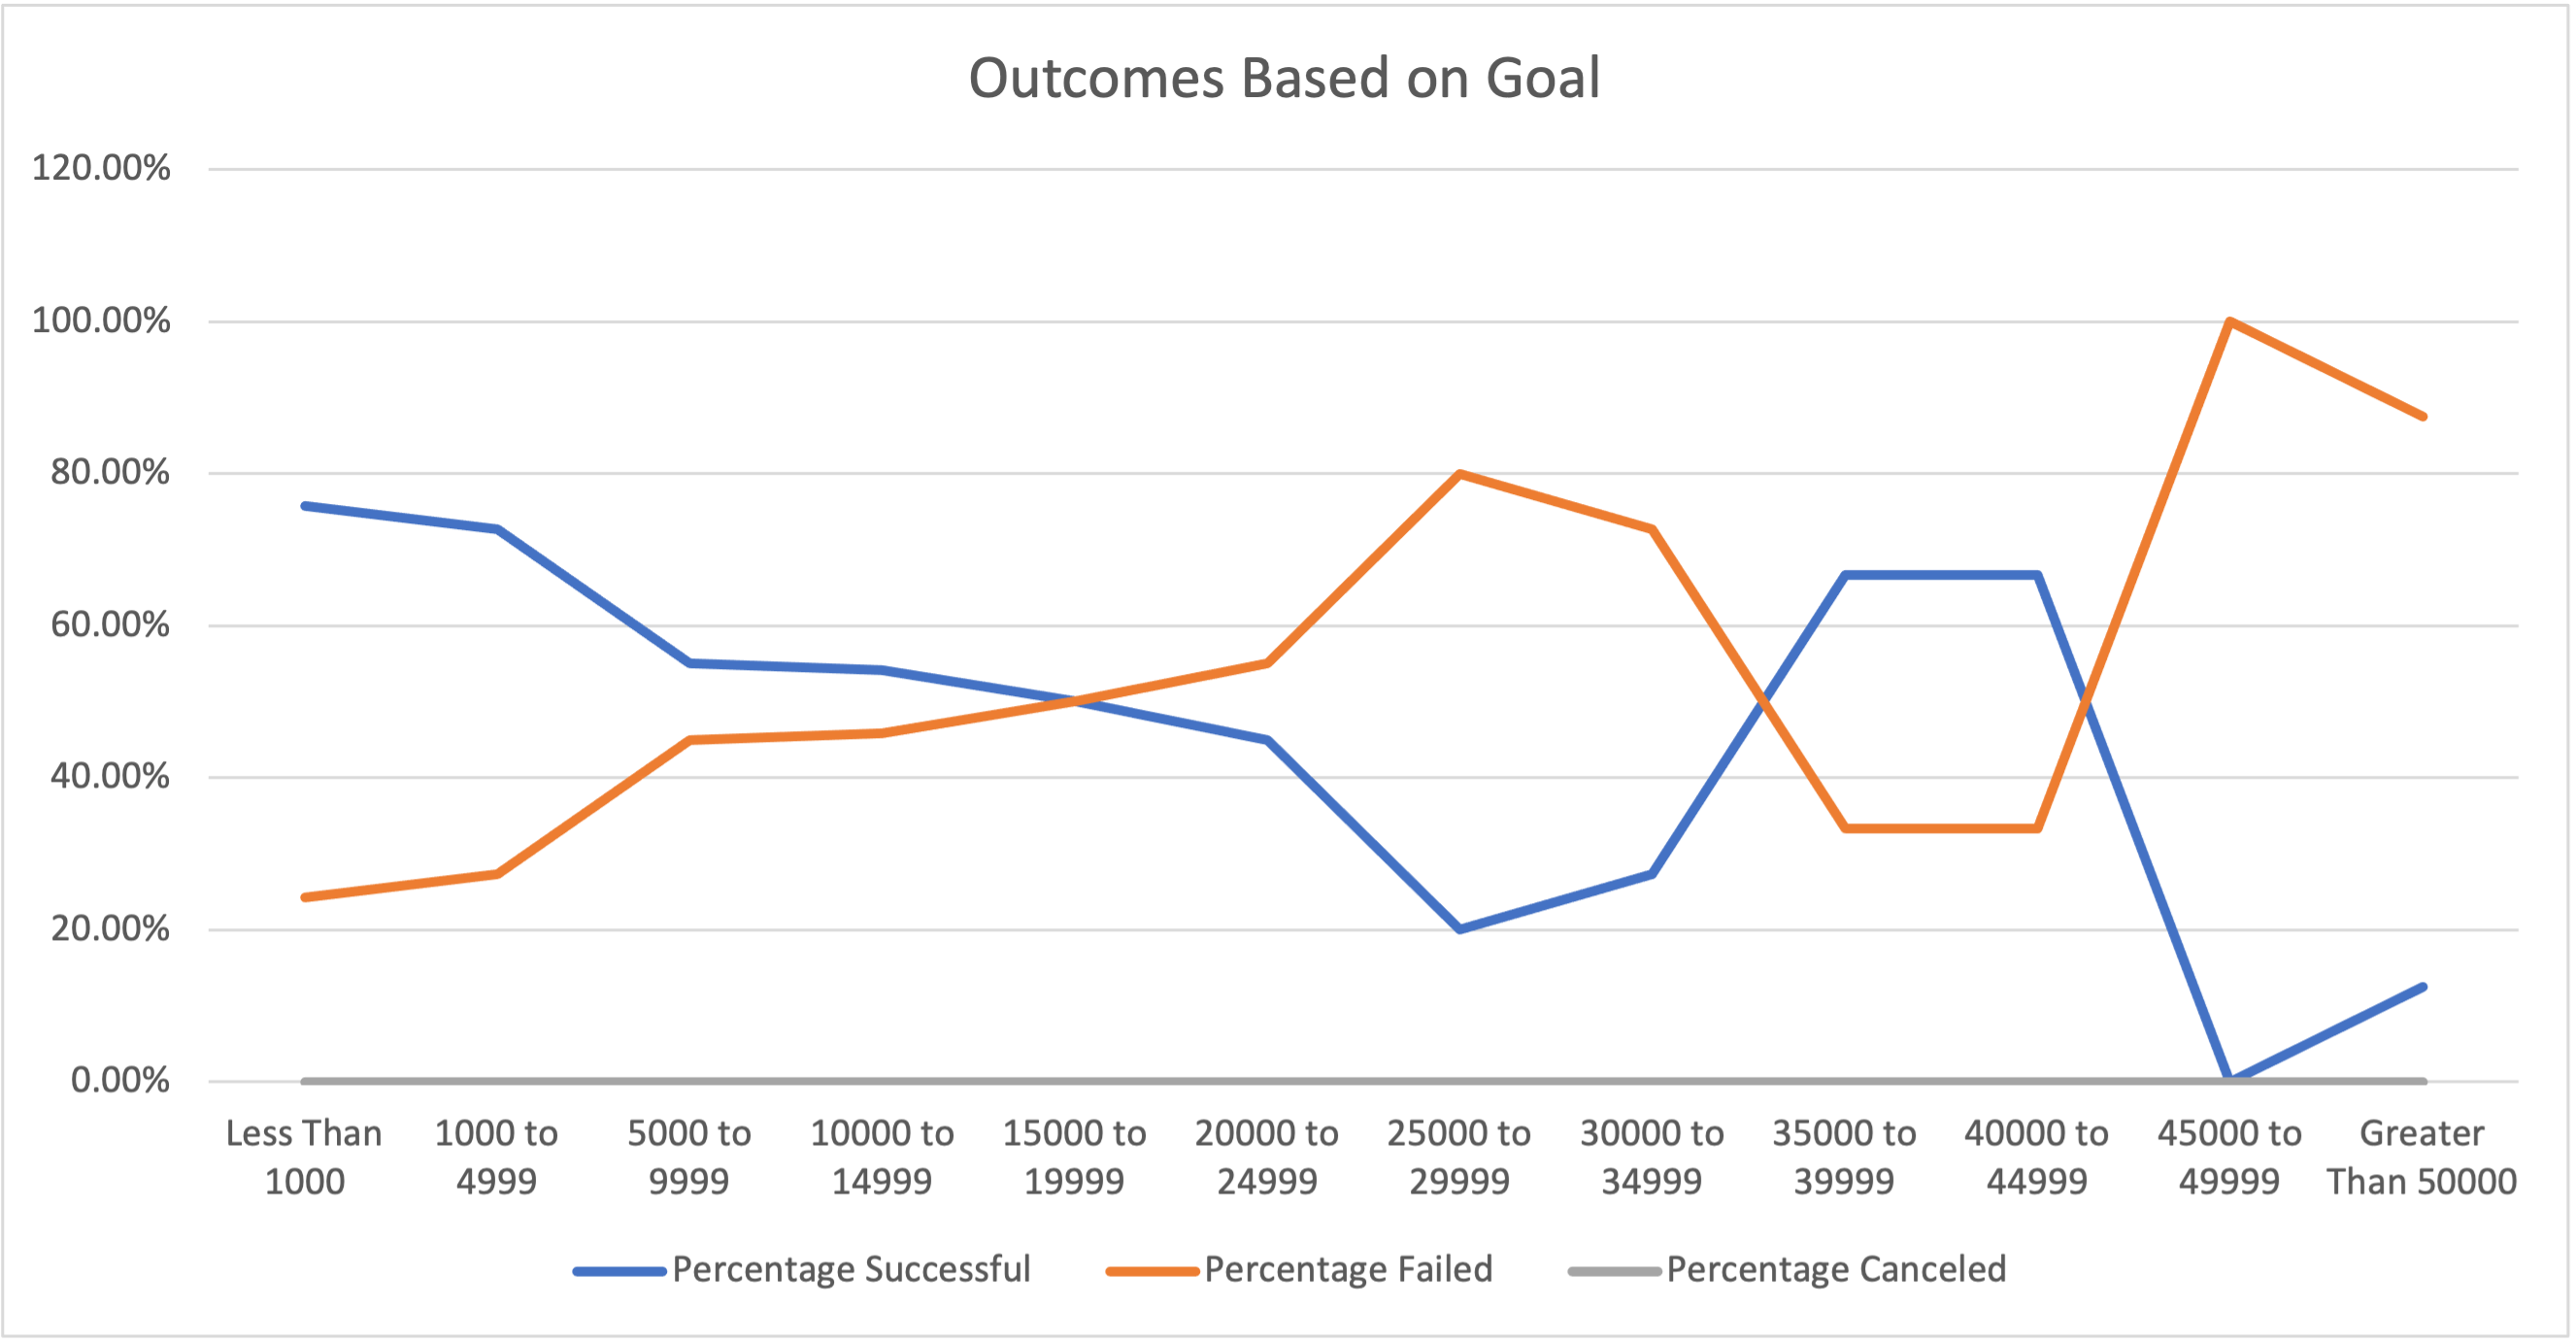 Outcomes Based on Goal
120.00%
100.00%
80.00%
60.00%
40.00%
20.00%
0.00%
Less Than
1000
1000 to
4999
5000 to
9999
10000 to
14999
15000 to
19999
20000 to
24999
25000 to
29999
30000 to
34999
35000 to
39999
40000 to
44999
45000 to
49999
Greater
Than 50000
Percentage Successful
Percentage Failed
Percentage Canceled